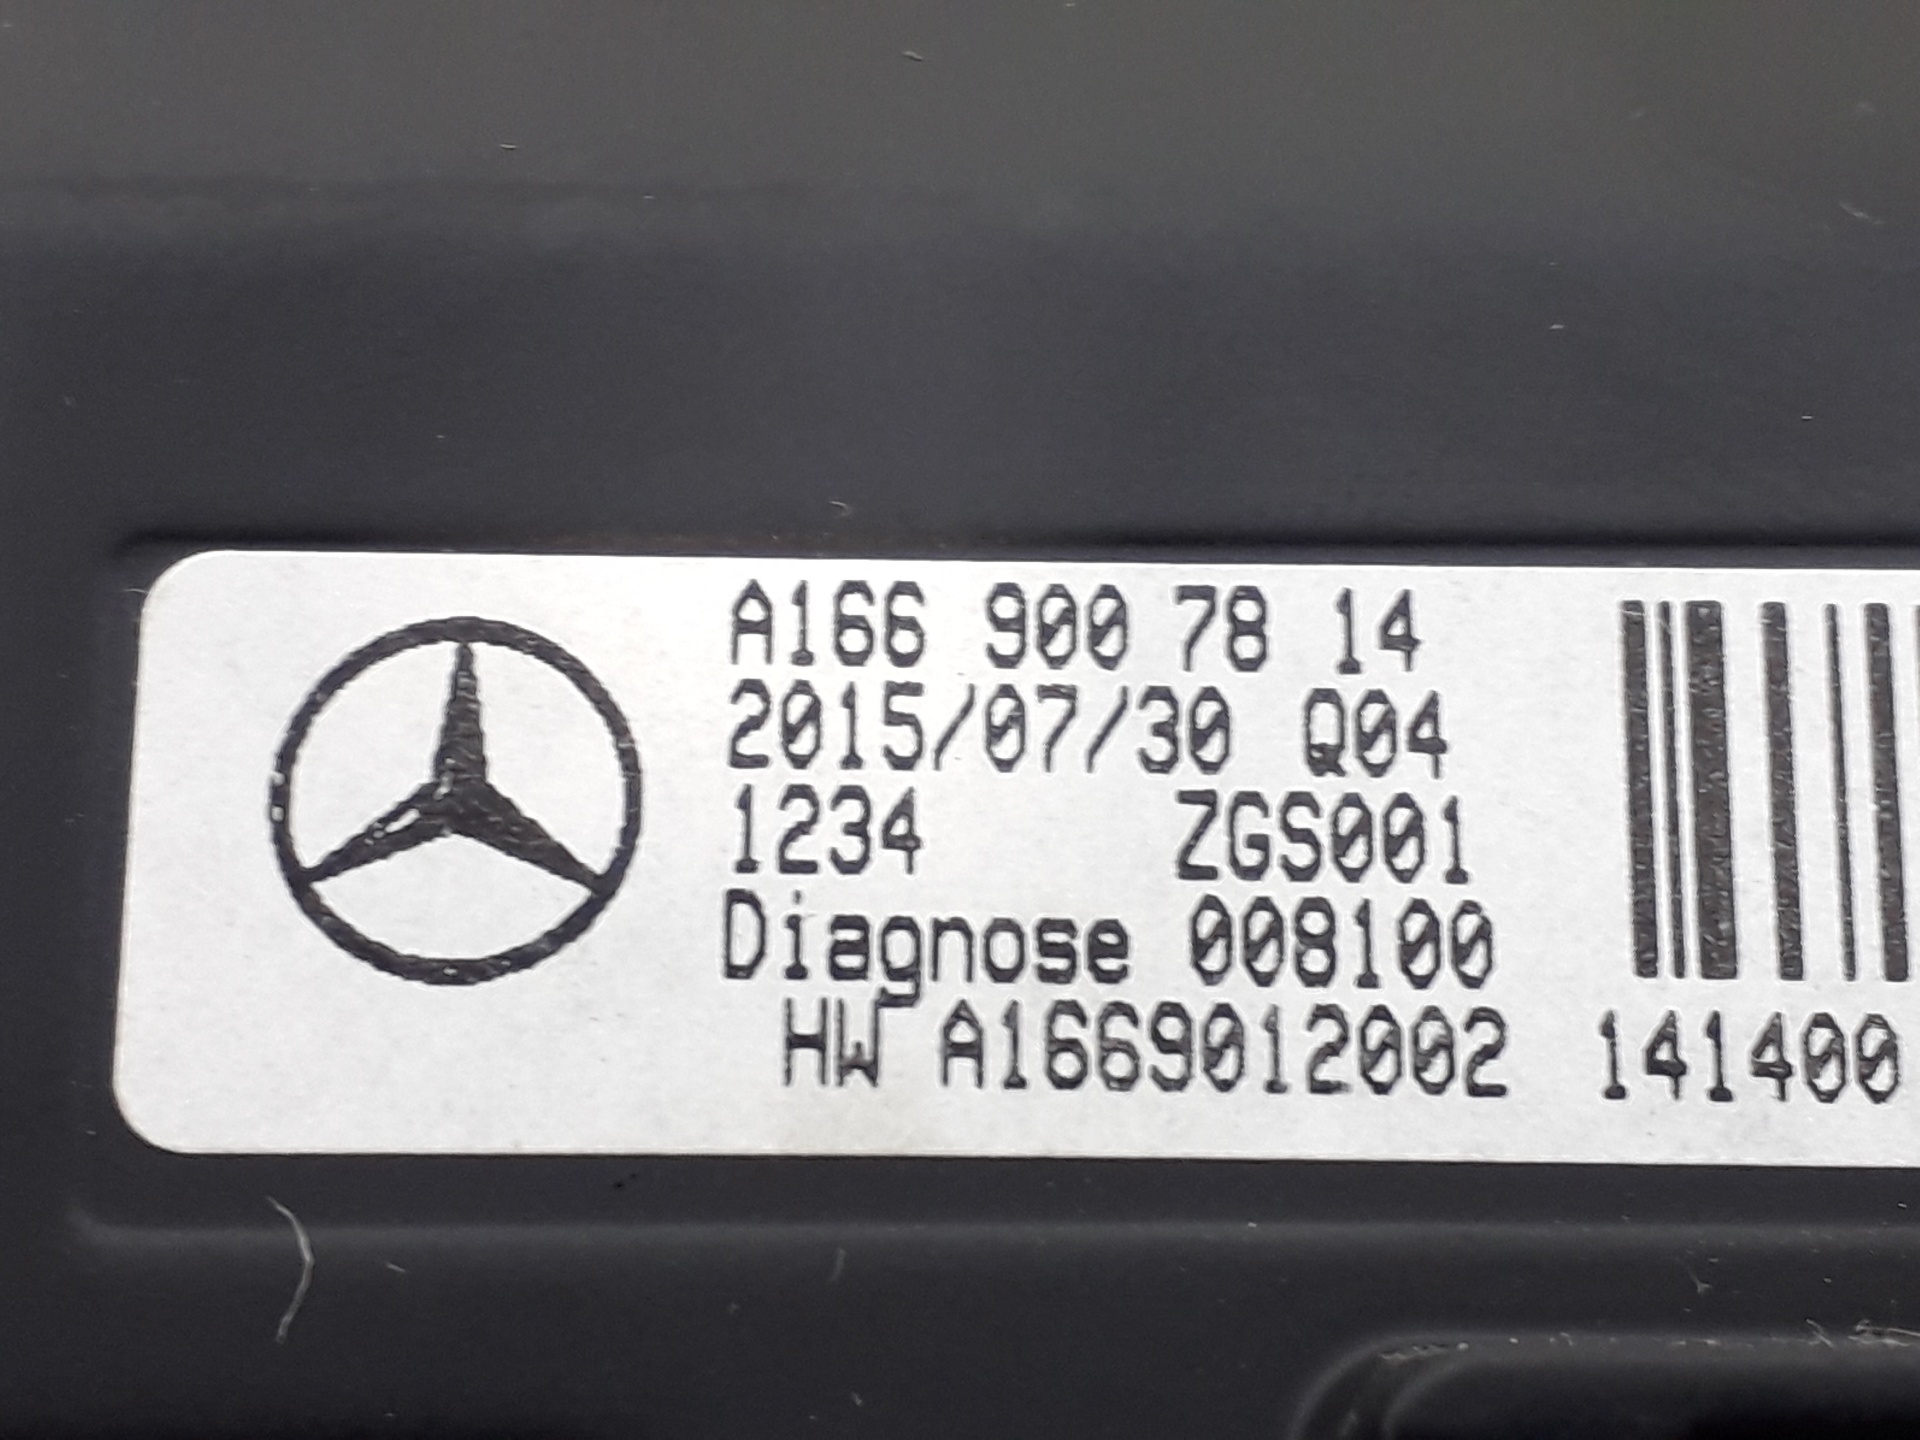 A166 900 78 14
2015/07/30 Q04
1234 ZGS001
Diagnose 008100
HW A1669012002 141400